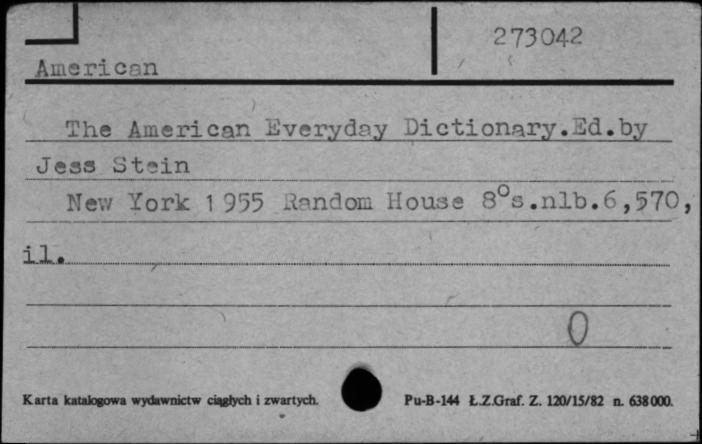 273042
American
The American Everyday Dictionary.Ed.by
Jess Stein
New York 1955 Random House 8°s.nlb.6,570,
il.
0
Karta katalogowa wydawnictw ciągłych i zwartych. Pu-B-144 Ł.Z.Graf. Z. 120/15/82 n. 638000.